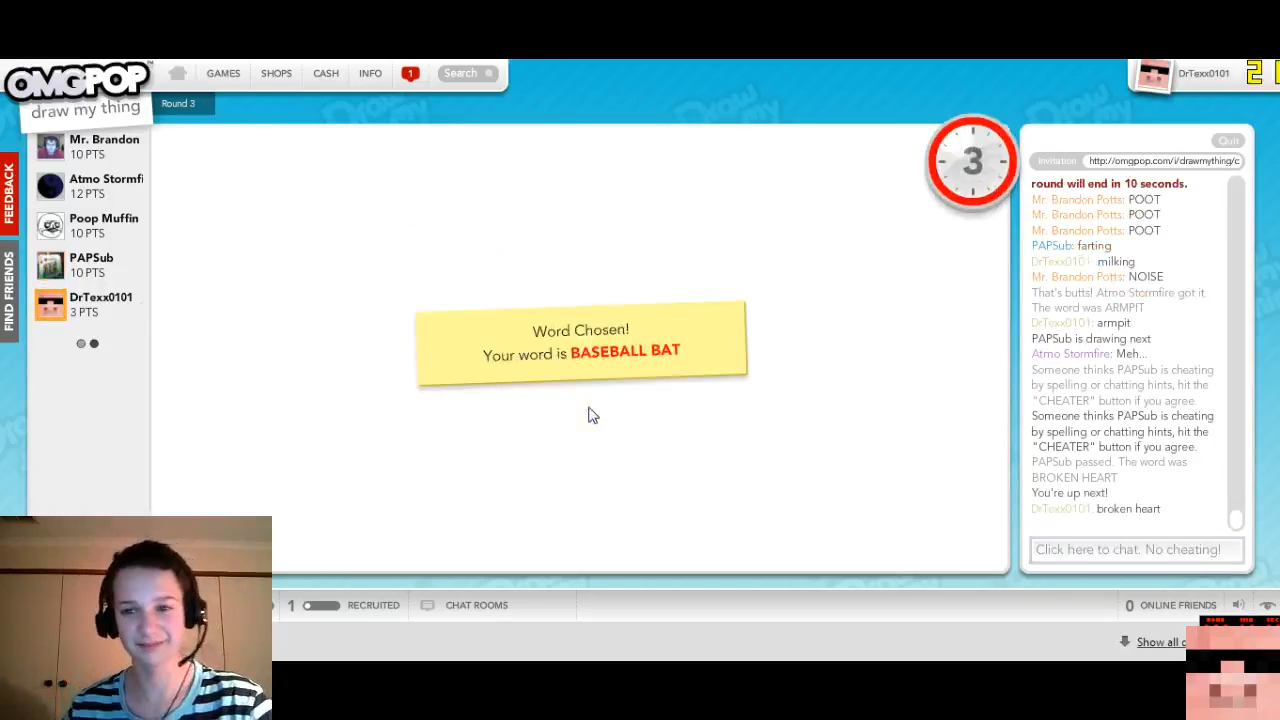 OMGPOP
draw my thing
GAMES
SHOPS
CASH
INFO
1
Search
DrTexx0101
Round 3
FEEDBACK
FIND FRIENDS
Mr. Brandon
10 PTS
Atmo Stormfi
12 PTS
Poop Muffin
10 PTS
PAPSub
10 PTS
DrTexx0101
3 PTS
Word Chosen!
Your word is BASEBALL BAT
3
Quit
Invitation http://omgpop.com/i/drawmything/c
round will end in 10 seconds.
Mr. Brandon Potts: POOT
Mr. Brandon Potts: POOT
Mr. Brandon Potts: POOT
PAPSub: farting
DrTexx0101: milking
Mr. Brandon Potts: NOISE
That's butts! Atmo Stormfire got it.
The word was ARMPIT
DrTexx0101: armpit
PAPSub is drawing next
Atmo Stormfire: Meh...
Someone thinks PAPSub is cheating
by spelling or chatting hints, hit the
"CHEATER" button if you agree.
Someone thinks PAPSub is cheating
by spelling or chatting hints, hit the
"CHEATER" button if you agree.
PAPSub passed. The word was
BROKEN HEART
You're up next!
DrTexx0101: broken heart
Click here to chat. No cheating!
1
RECRUITED
CHAT ROOMS
0 ONLINE FRIENDS
Show all